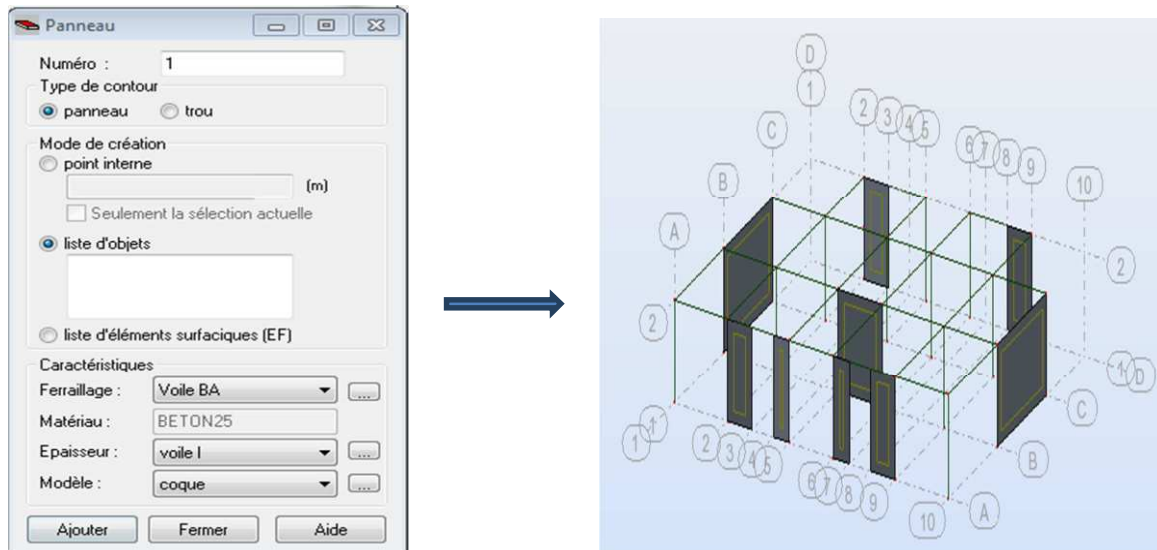 Panneau
Numéro : 1
Type de contour
panneau trou
Mode de création
point interne
(m)
Seulement la sélection actuelle
liste d'objets
liste d'éléments surfaciques (EF)
Caractéristiques
Ferraillage : Voile BA ...
Matériau : BETON25
Epaisseur : voile I ...
Modèle : coque ...
Ajouter Fermer Aide
D
1
2 3 4 5
C
6 7 8 9
B
10
A
2
2
1 D
C
1 1
2 3 4 5
B
6 7 8 9
10 A